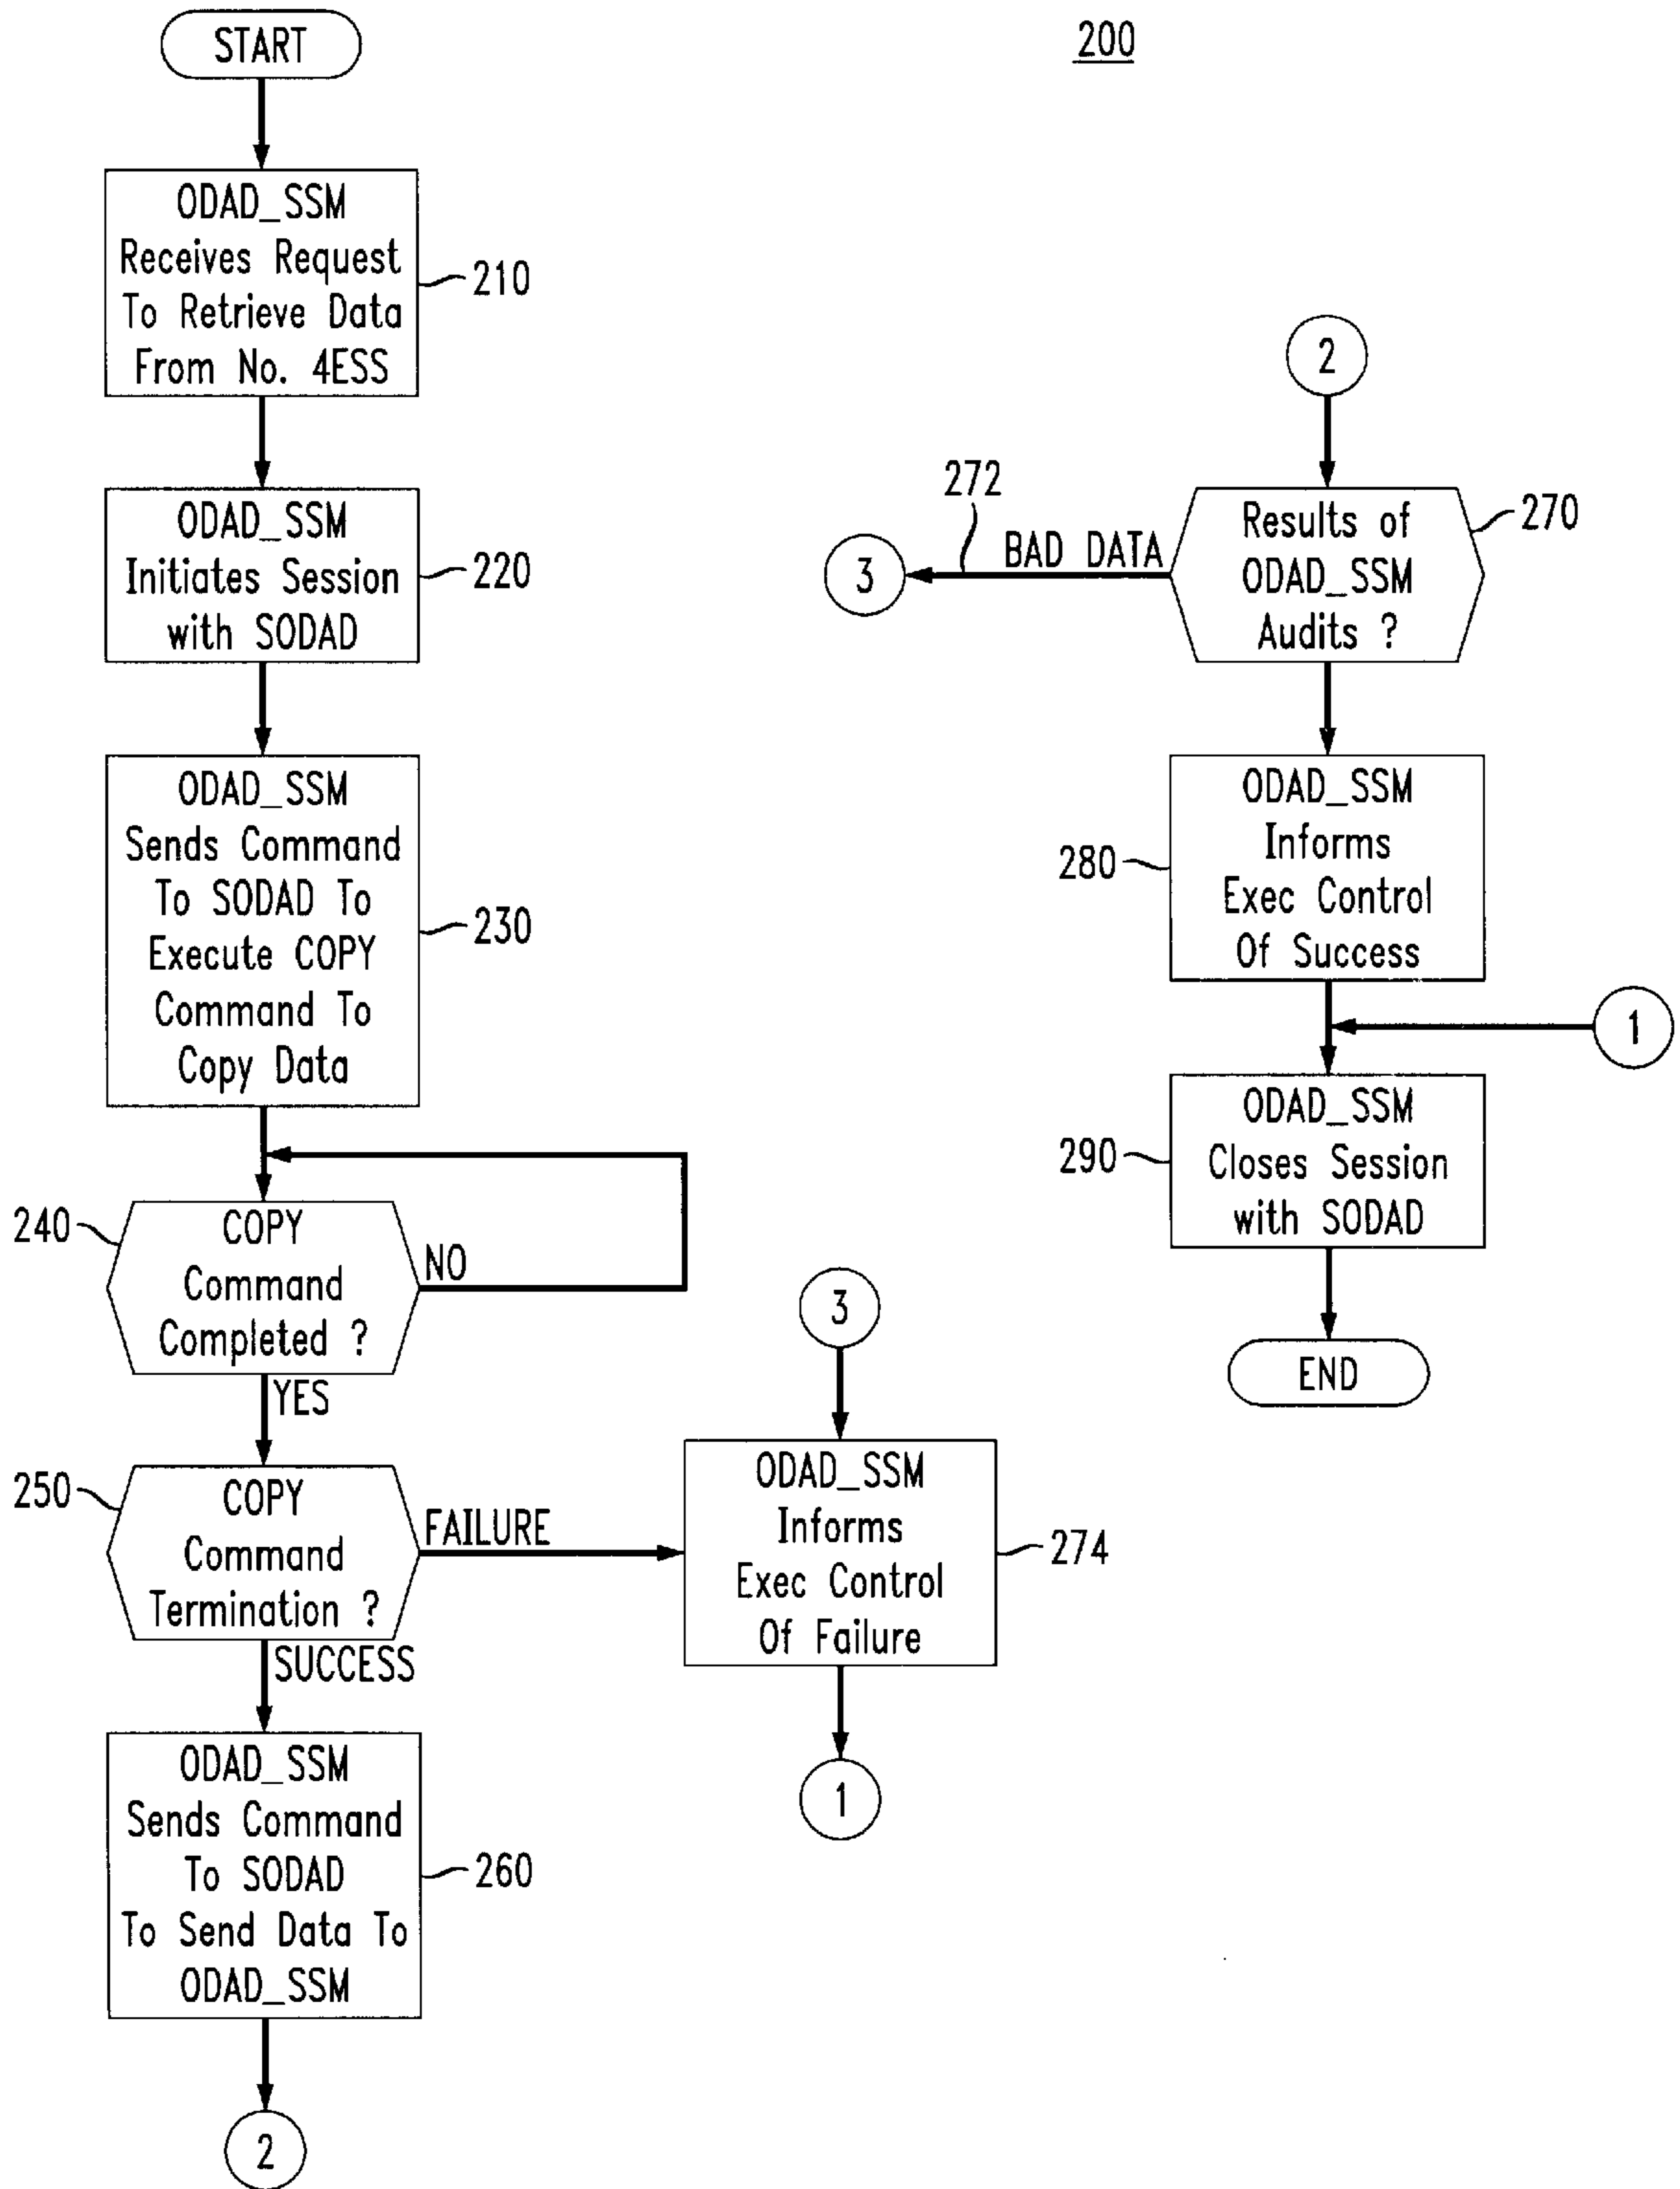 START
200
ODAD_SSM
Receives Request
To Retrieve Data
From No. 4ESS
210
ODAD_SSM
Initiates Session
with SODAD
220
ODAD_SSM
Sends Command
To SODAD To
Execute COPY
Command To
Copy Data
230
240
COPY
Command
Completed ?
NO
YES
250
COPY
Command
Termination ?
FAILURE
SUCCESS
ODAD_SSM
Sends Command
To SODAD
To Send Data To
ODAD_SSM
260
2
3
ODAD_SSM
Informs
Exec Control
Of Failure
274
1
2
272
3
BAD DATA
Results of
ODAD_SSM
Audits ?
270
280
ODAD_SSM
Informs
Exec Control
Of Success
1
290
ODAD_SSM
Closes Session
with SODAD
END